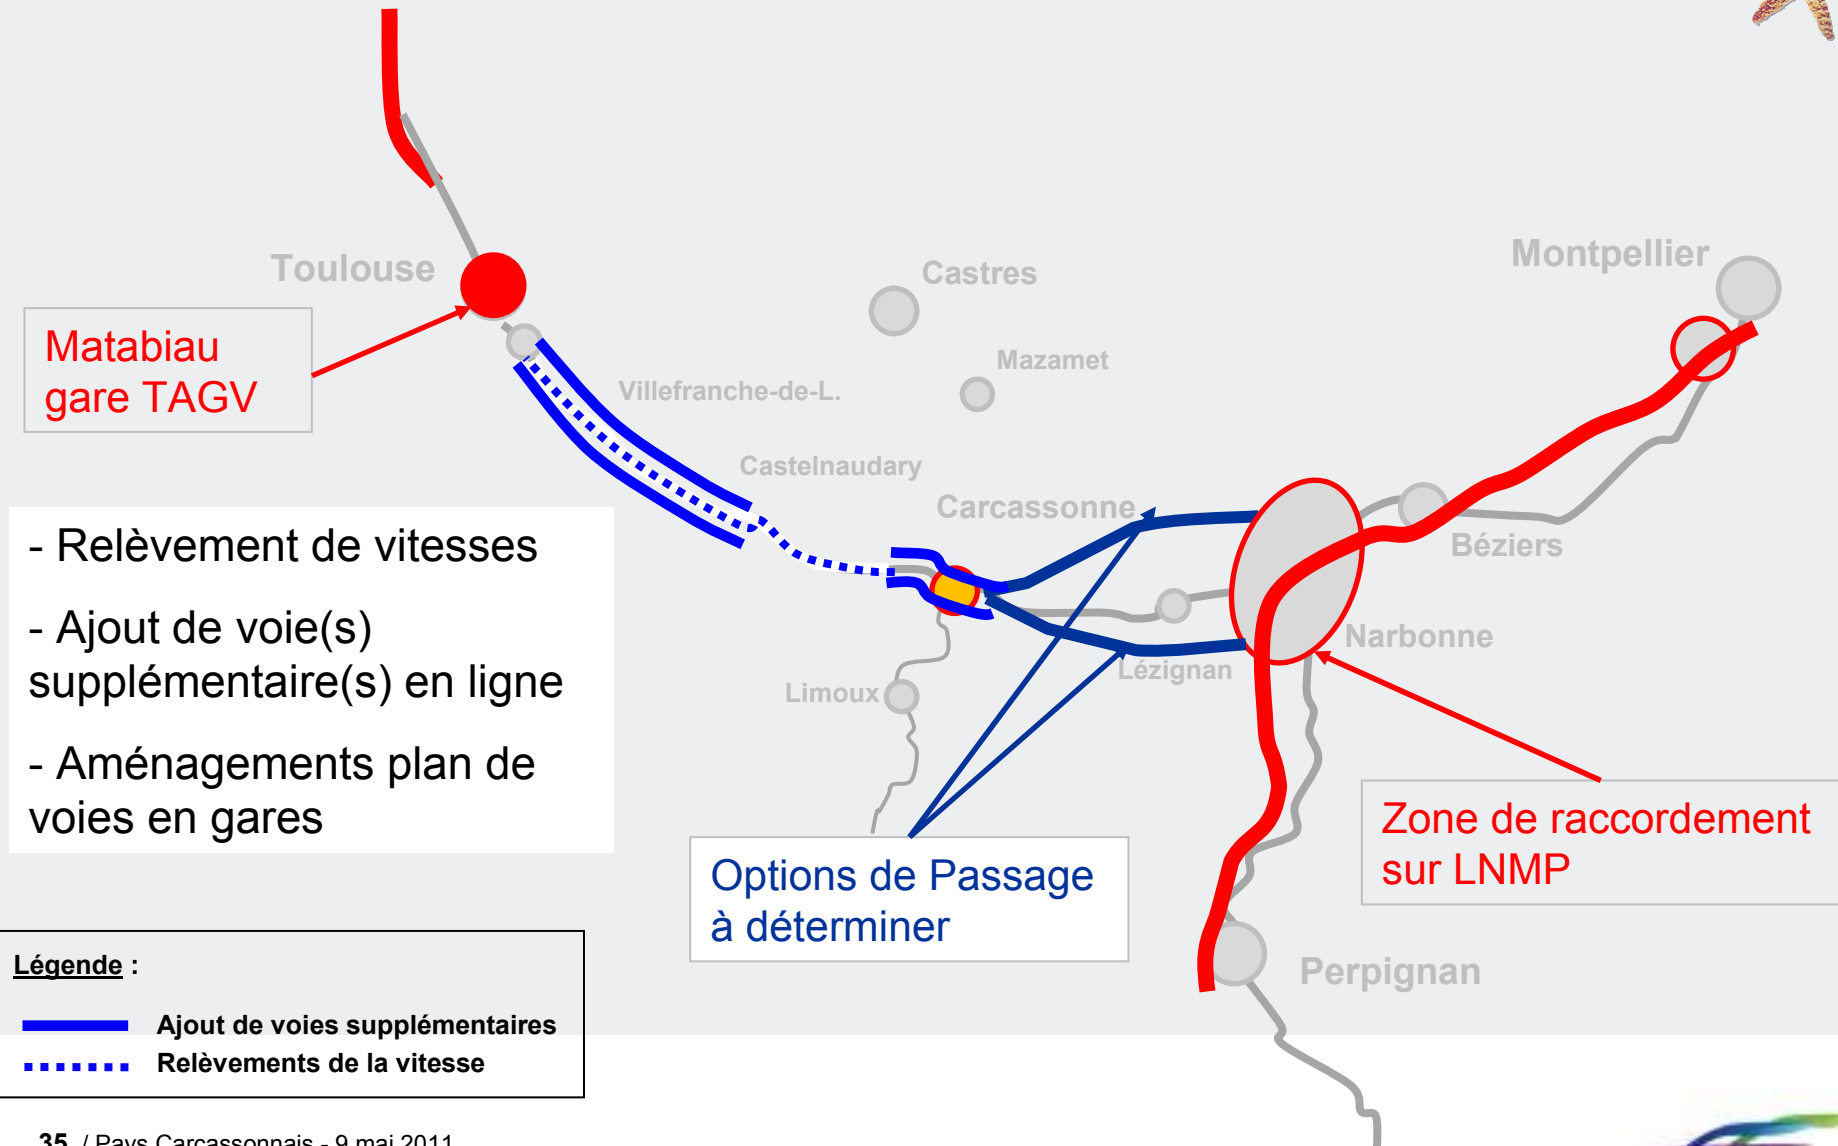 Toulouse
Montpellier
Castres
Matabiau
gare TAGV
Mazamet
Villefranche-de-L.
Castelnaudary
Carcassonne
- Relèvement de vitesses
- Ajout de voie(s)
supplémentaire(s) en ligne
- Aménagements plan de
voies en gares
Béziers
Narbonne
Lézignan
Limoux
Zone de raccordement
sur LNMP
Options de Passage
à déterminer
Perpignan
Légende :
Ajout de voies supplémentaires
Relèvements de la vitesse
35 / Pays Carcassonnais - 9 mai 2011